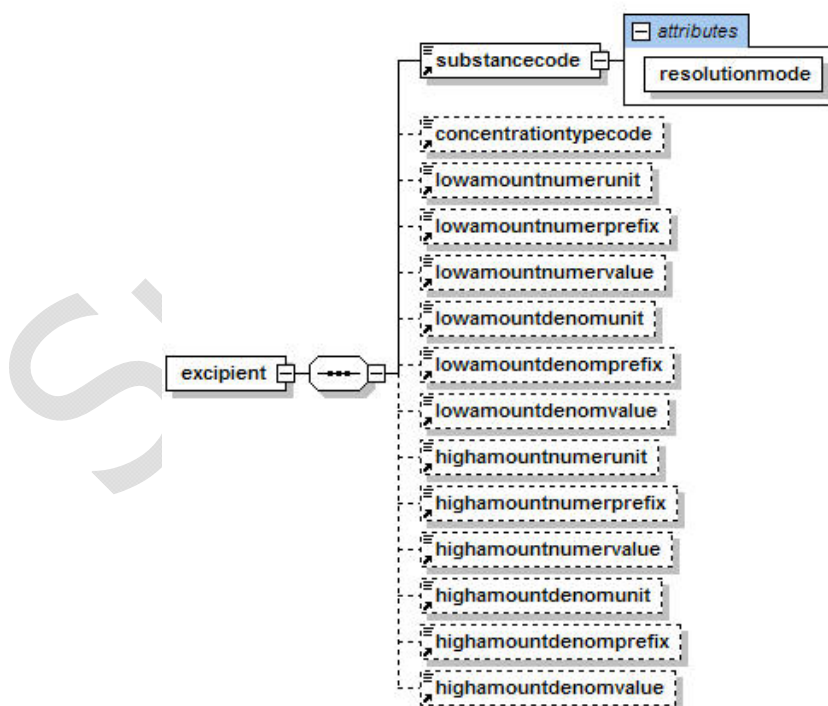 attributes
substancecode
resolutionmode
concentrationtypecode
lowamountnumerunit
lowamountnumerprefix
lowamountnumervalue
lowamountdenomunit
lowamountdenomprefix
excipient
lowamountdenomvalue
highamountnumerunit
highamountnumerprefix
highamountnumervalue
highamountdenomunit
highamountdenomprefix
highamountdenomvalue